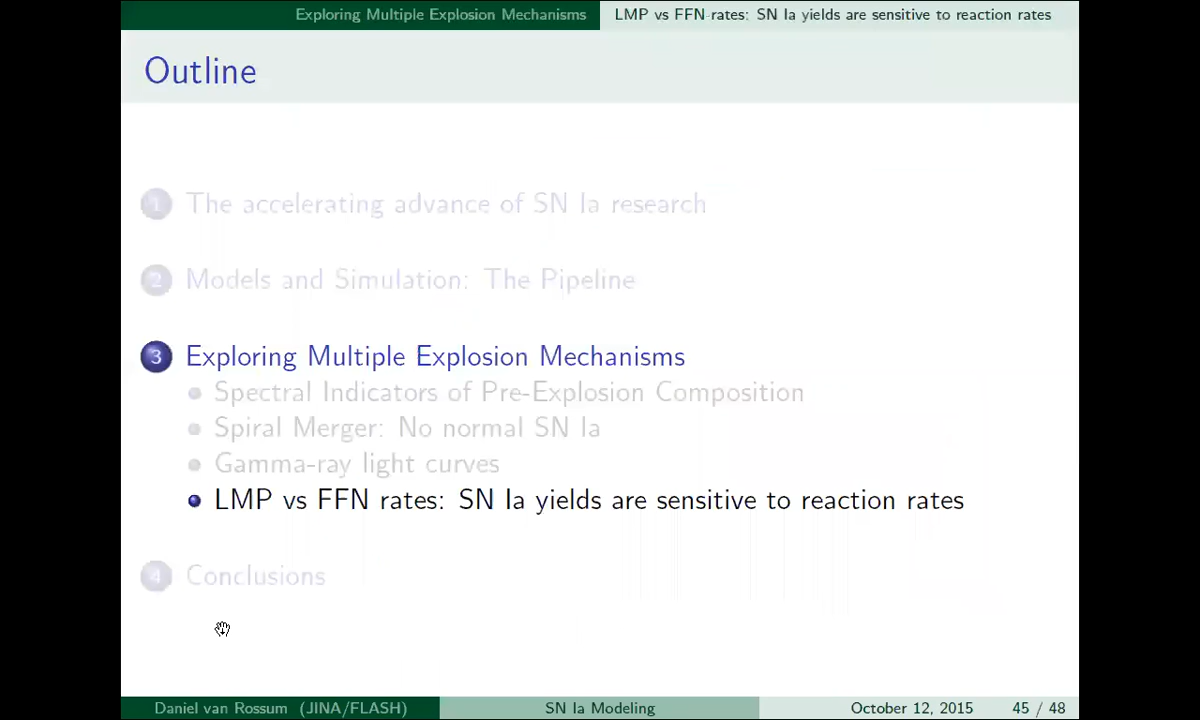 Exploring Multiple Explosion Mechanisms LMP vs FFN rates: SN Ia yields are sensitive to reaction rates
Outline
1 The accelerating advance of SN Ia research
2 Models and Simulation: The Pipeline
3 Exploring Multiple Explosion Mechanisms
Spectral Indicators of Pre-Explosion Composition
Spiral Merger: No normal SN Ia
Gamma-ray light curves
LMP vs FFN rates: SN Ia yields are sensitive to reaction rates
4 Conclusions
Daniel van Rossum (JINA/FLASH) SN Ia Modeling October 12, 2015 45 / 48